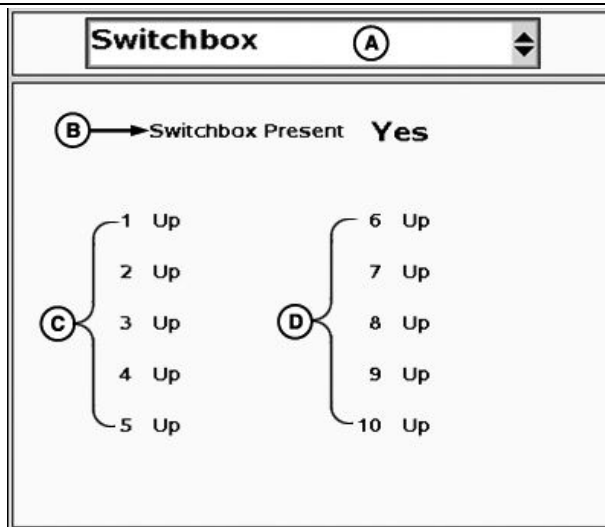 Switchbox A
B Switchbox Present Yes
1 Up 6 Up
2 Up 7 Up
C 3 Up D 8 Up
4 Up 9 Up
5 Up 10 Up